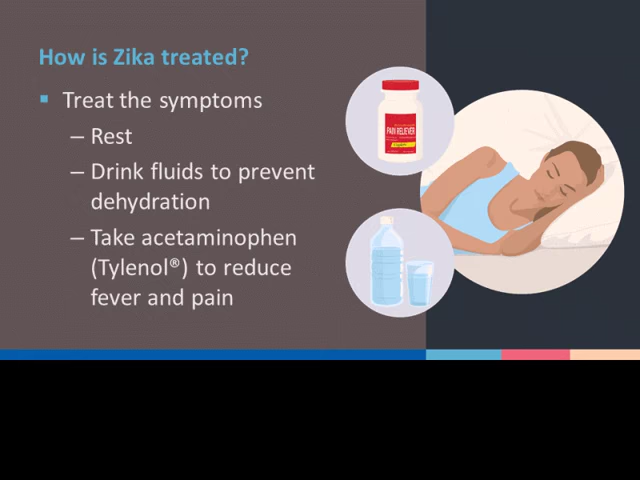 How is Zika treated?
▪ Treat the symptoms
– Rest
– Drink fluids to prevent
dehydration
– Take acetaminophen
(Tylenol®) to reduce
fever and pain
PAIN RELIEVER